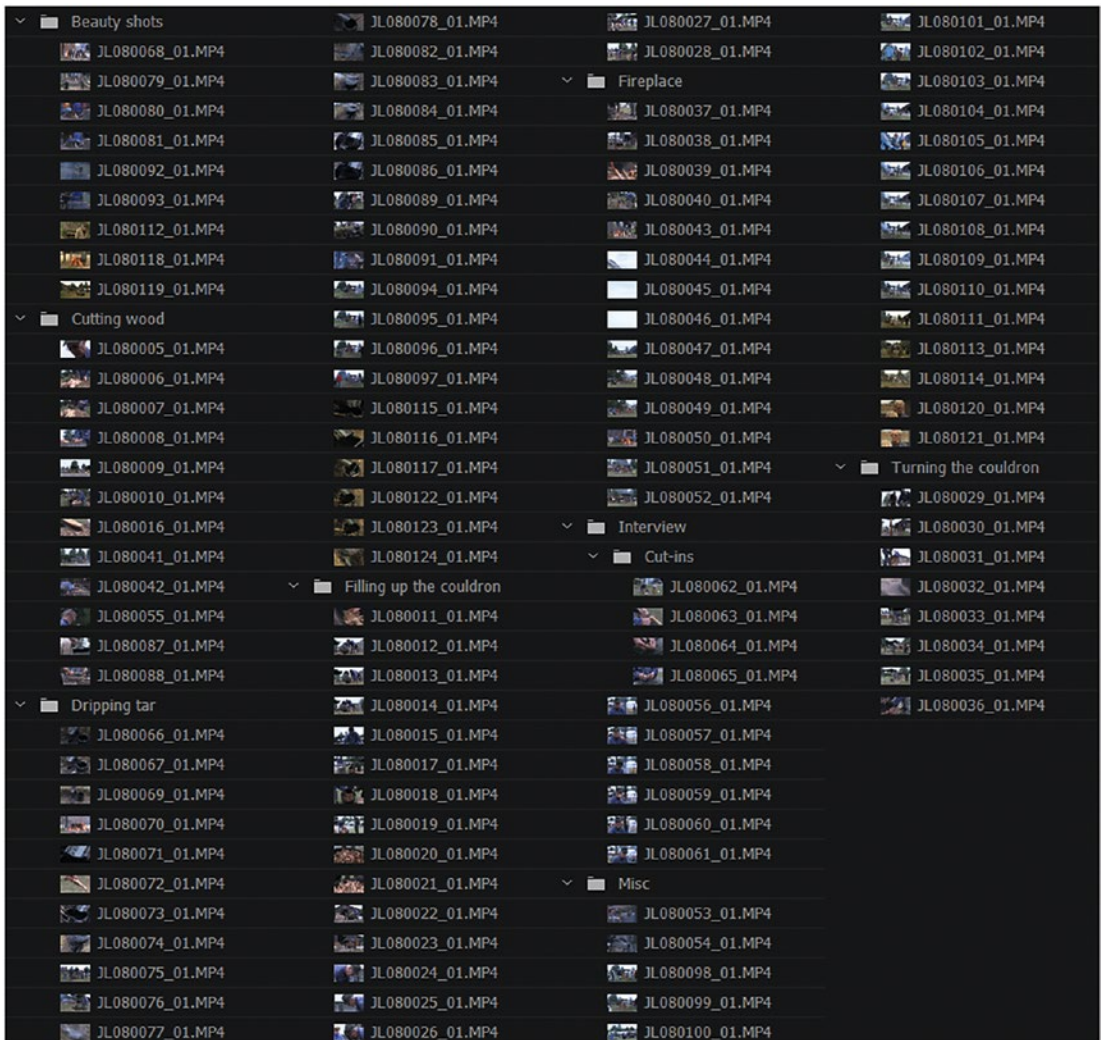 Beauty shots
JL080068_01.MP4
JL080079_01.MP4
JL080080_01.MP4
JL080081_01.MP4
JL080092_01.MP4
JL080093_01.MP4
JL080112_01.MP4
JL080118_01.MP4
JL080119_01.MP4
Cutting wood
JL080005_01.MP4
JL080006_01.MP4
JL080007_01.MP4
JL080008_01.MP4
JL080009_01.MP4
JL080010_01.MP4
JL080016_01.MP4
JL080041_01.MP4
JL080042_01.MP4
JL080055_01.MP4
JL080087_01.MP4
JL080088_01.MP4
Dripping tar
JL080066_01.MP4
JL080067_01.MP4
JL080069_01.MP4
JL080070_01.MP4
JL080071_01.MP4
JL080072_01.MP4
JL080073_01.MP4
JL080074_01.MP4
JL080075_01.MP4
JL080076_01.MP4
JL080077_01.MP4
JL080078_01.MP4
JL080082_01.MP4
JL080083_01.MP4
JL080084_01.MP4
JL080085_01.MP4
JL080086_01.MP4
JL080089_01.MP4
JL080090_01.MP4
JL080091_01.MP4
JL080094_01.MP4
JL080095_01.MP4
JL080096_01.MP4
JL080097_01.MP4
JL080115_01.MP4
JL080116_01.MP4
JL080117_01.MP4
JL080122_01.MP4
JL080123_01.MP4
JL080124_01.MP4
Filling up the couldron
JL080011_01.MP4
JL080012_01.MP4
JL080013_01.MP4
JL080014_01.MP4
JL080015_01.MP4
JL080017_01.MP4
JL080018_01.MP4
JL080019_01.MP4
JL080020_01.MP4
JL080021_01.MP4
JL080022_01.MP4
JL080023_01.MP4
JL080024_01.MP4
JL080025_01.MP4
JL080026_01.MP4
JL080027_01.MP4
JL080028_01.MP4
Fireplace
JL080037_01.MP4
JL080038_01.MP4
JL080039_01.MP4
JL080040_01.MP4
JL080043_01.MP4
JL080044_01.MP4
JL080045_01.MP4
JL080046_01.MP4
JL080047_01.MP4
JL080048_01.MP4
JL080049_01.MP4
JL080050_01.MP4
JL080051_01.MP4
JL080052_01.MP4
Interview
Cut-ins
JL080062_01.MP4
JL080063_01.MP4
JL080064_01.MP4
JL080065_01.MP4
JL080056_01.MP4
JL080057_01.MP4
JL080058_01.MP4
JL080059_01.MP4
JL080060_01.MP4
JL080061_01.MP4
Misc
JL080053_01.MP4
JL080054_01.MP4
JL080098_01.MP4
JL080099_01.MP4
JL080100_01.MP4
JL080101_01.MP4
JL080102_01.MP4
JL080103_01.MP4
JL080104_01.MP4
JL080105_01.MP4
JL080106_01.MP4
JL080107_01.MP4
JL080108_01.MP4
JL080109_01.MP4
JL080110_01.MP4
JL080111_01.MP4
JL080113_01.MP4
JL080114_01.MP4
JL080120_01.MP4
JL080121_01.MP4
Turning the couldron
JL080029_01.MP4
JL080030_01.MP4
JL080031_01.MP4
JL080032_01.MP4
JL080033_01.MP4
JL080034_01.MP4
JL080035_01.MP4
JL080036_01.MP4